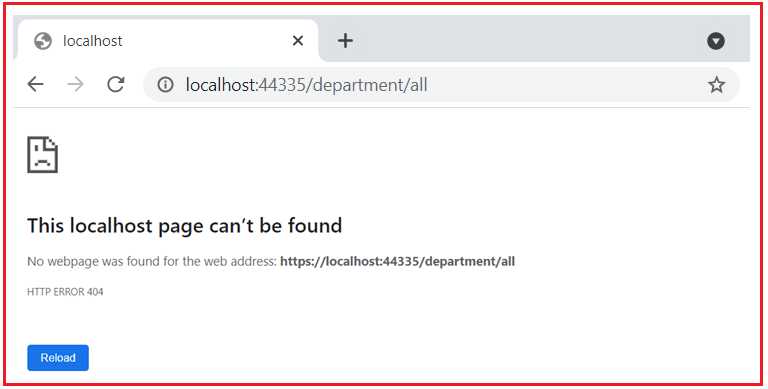 localhost
localhost:44335/department/all
This localhost page can’t be found
No webpage was found for the web address: https://localhost:44335/department/all
HTTP ERROR 404
Reload